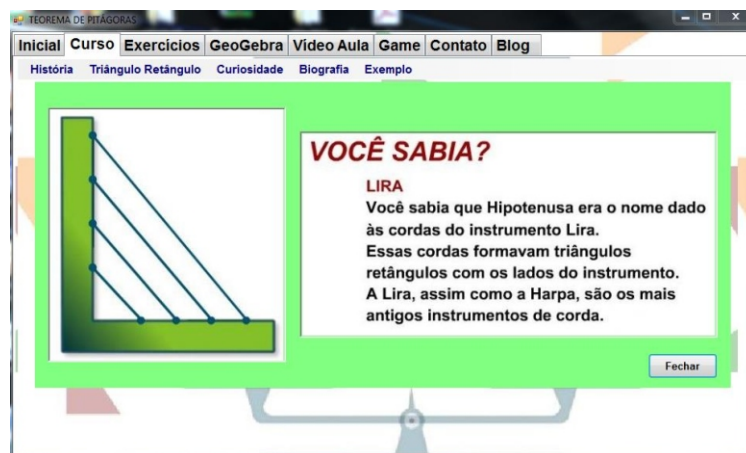 TEOREMA DE PITÁGORAS
Inicial Curso Exercícios GeoGebra Vídeo Aula Game Contato Blog
História Triângulo Retângulo Curiosidade Biografia Exemplo
VOCÊ SABIA?
LIRA
Você sabia que Hipotenusa era o nome dado
às cordas do instrumento Lira.
Essas cordas formavam triângulos
retângulos com os lados do instrumento.
A Lira, assim como a Harpa, são os mais
antigos instrumentos de corda.
Fechar